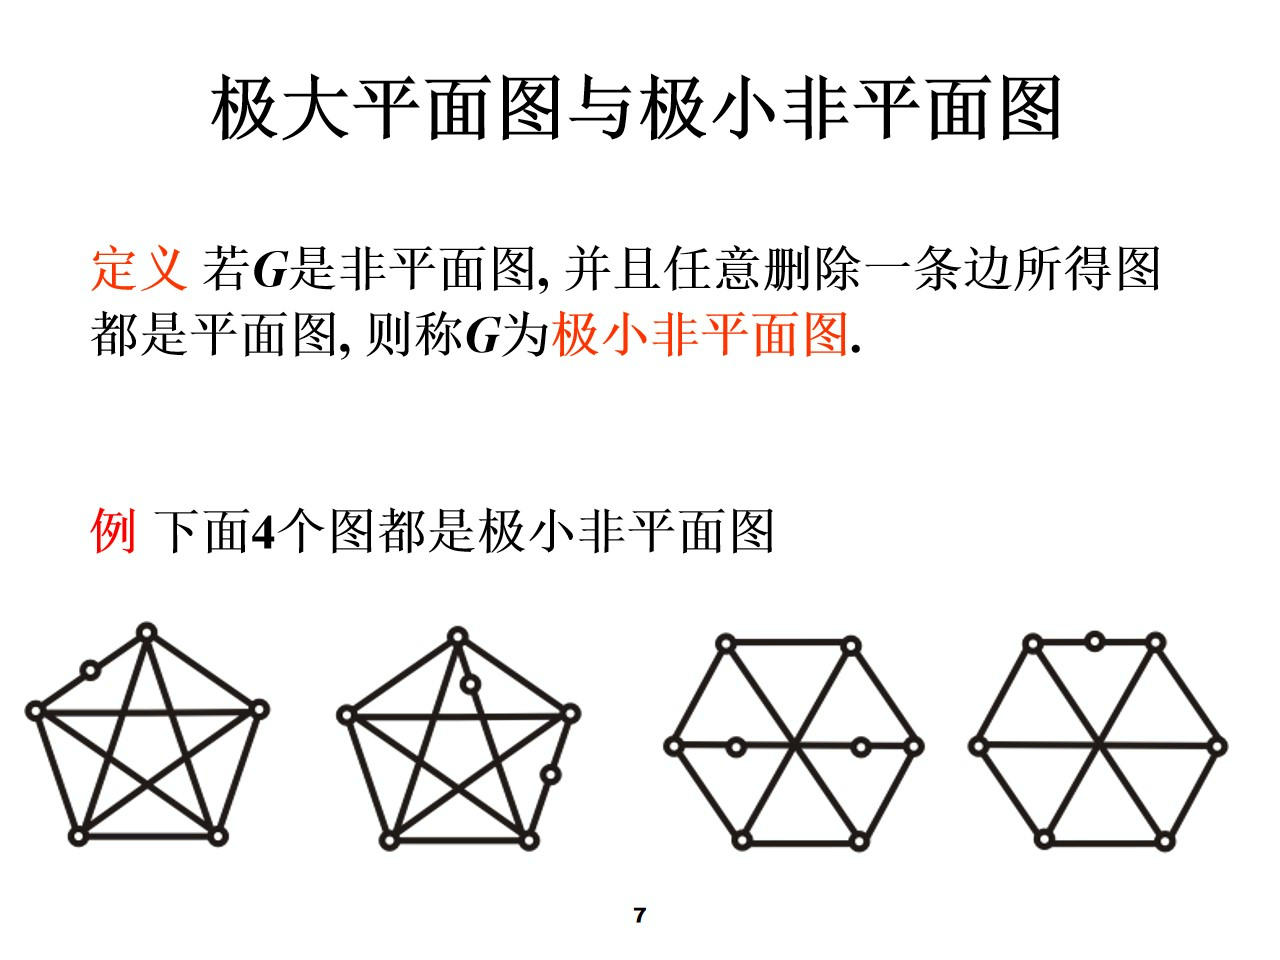 极大平面图与极小非平面图
定义 若G是非平面图, 并且任意删除一条边所得图
都是平面图, 则称G为极小非平面图.
例 下面4个图都是极小非平面图
7